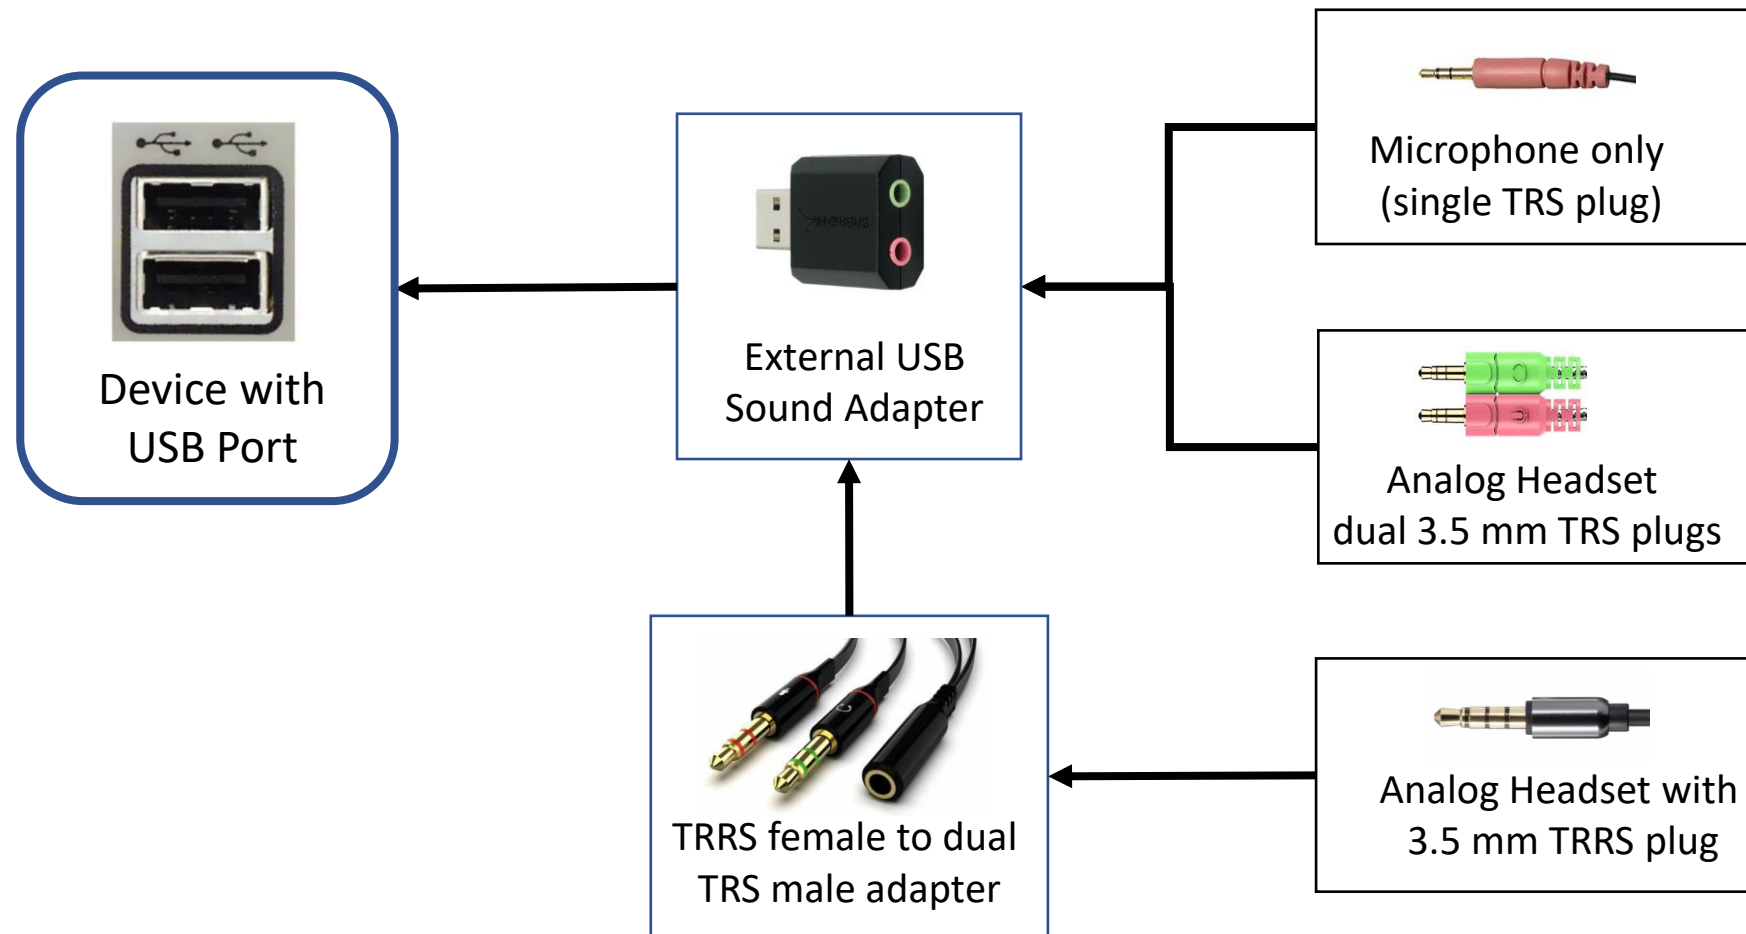 Device with
USB Port
External USB
Sound Adapter
Microphone only
(single TRS plug)
Analog Headset
dual 3.5 mm TRS plugs
TRRS female to dual
TRS male adapter
Analog Headset with
3.5 mm TRRS plug